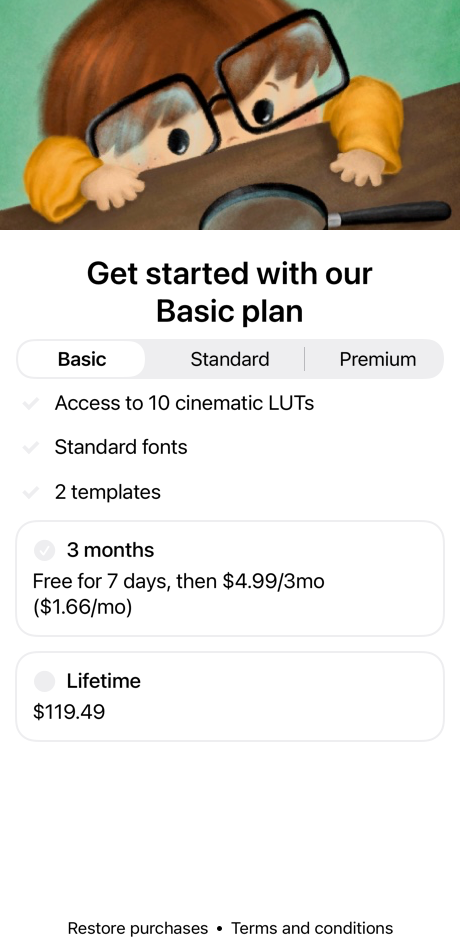 Get started with our
Basic plan
Basic
Standard
Premium
Access to 10 cinematic LUTs
Standard fonts
2 templates
3 months
Free for 7 days, then $4.99/3mo
($1.66/mo)
Lifetime
$119.49
Restore purchases • Terms and conditions